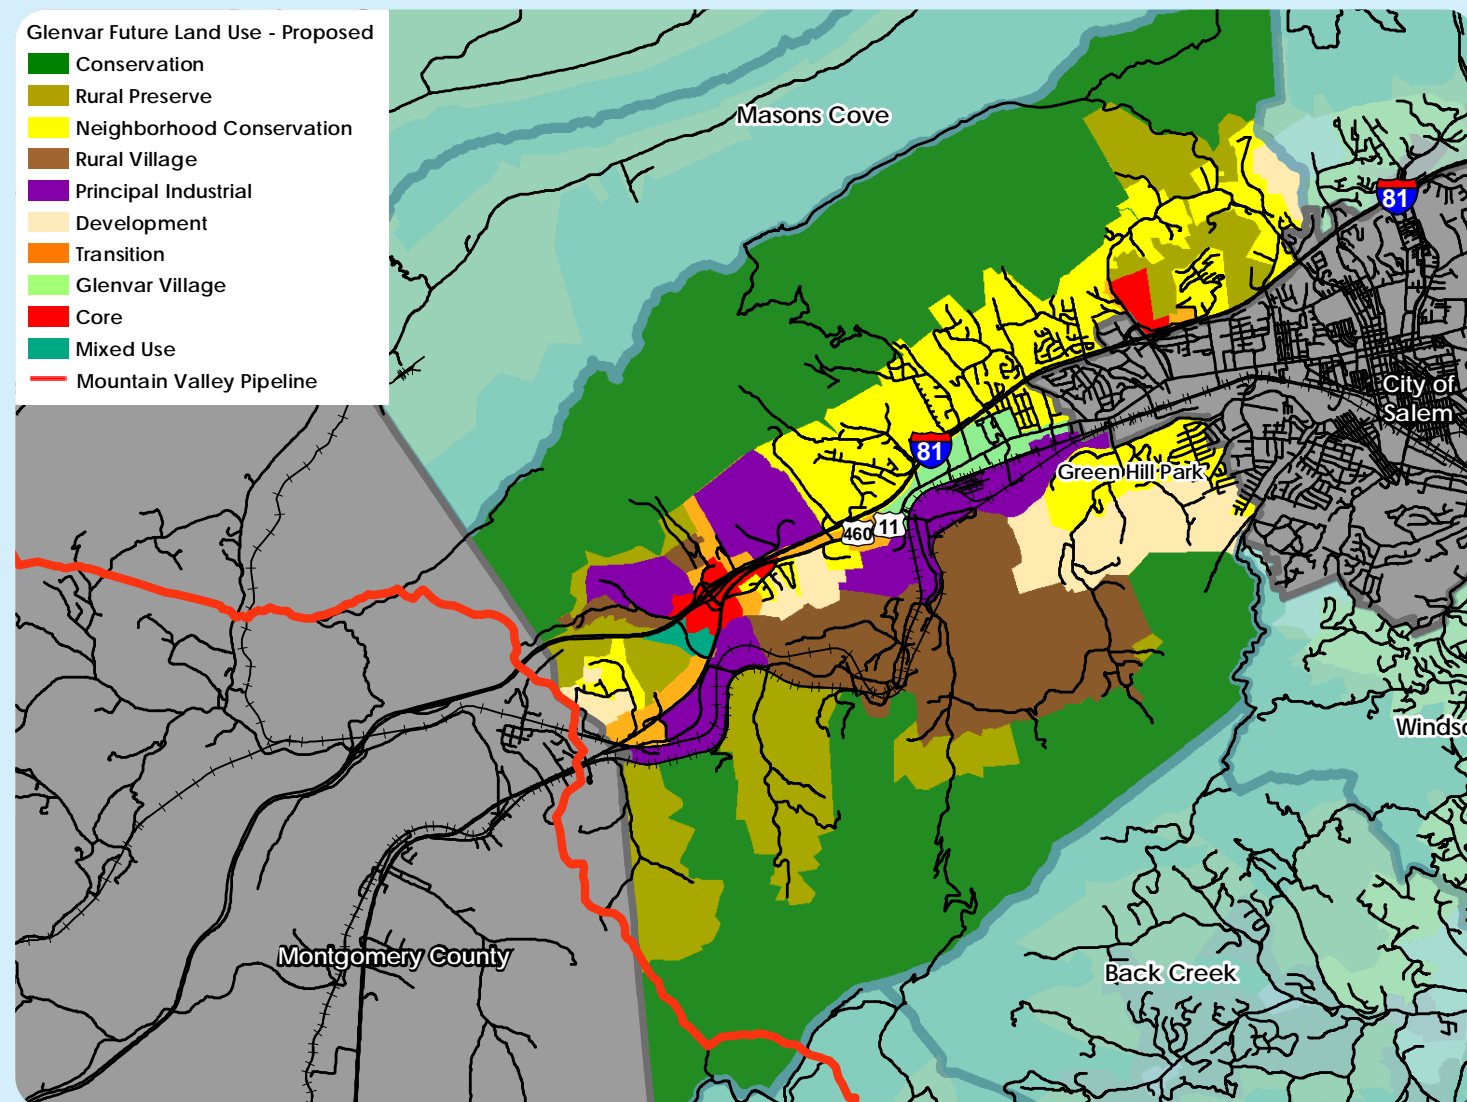 Glenvar Future Land Use - Proposed
Conservation
Rural Preserve
Neighborhood Conservation
Rural Village
Principal Industrial
Development
Transition
Glenvar Village
Core
Mixed Use
Mountain Valley Pipeline
Masons Cove
81
City of
Salem
81
Green Hill Park
460
11
Montgomery County
Back Creek